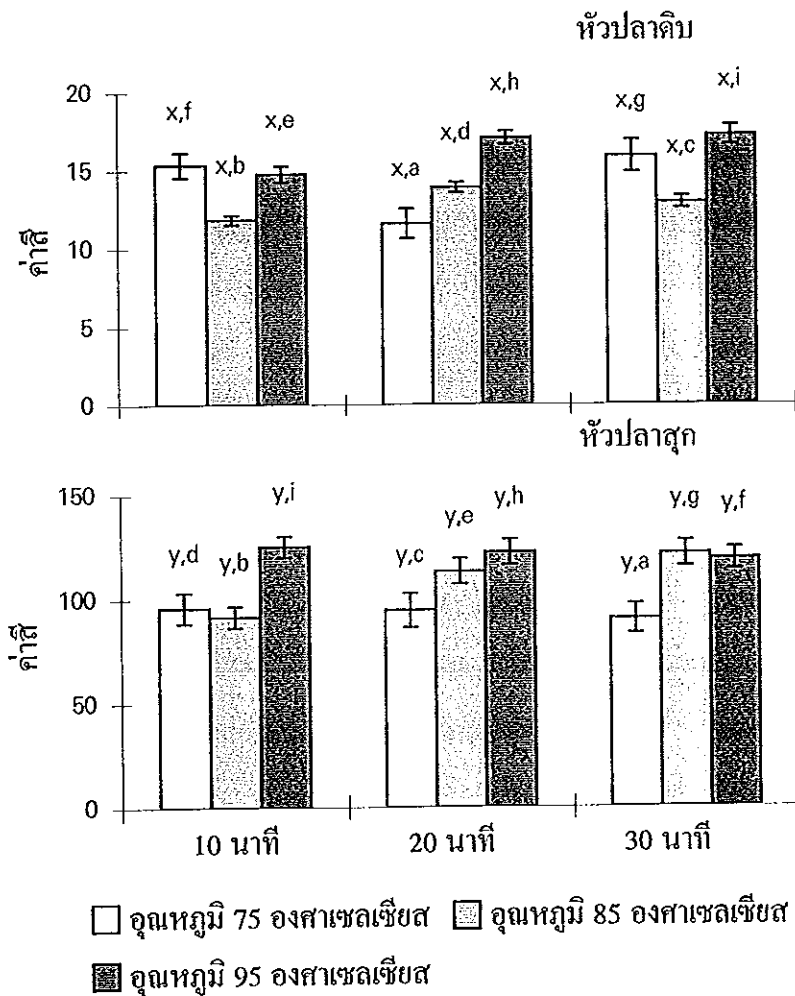 หัวปลาดิบ
20
15
10
5
0
ค่าสี
x,f
x,b
x,e
x,a
x,d
x,h
x,g
x,c
x,i
หัวปลาสุก
150
100
50
0
ค่าสี
y,d
y,b
y,i
y,c
y,e
y,h
y,a
y,g
y,f
10 นาที
20 นาที
30 นาที
อุณหภูมิ 75 องศาเซลเซียส อุณหภูมิ 85 องศาเซลเซียส
อุณหภูมิ 95 องศาเซลเซียส